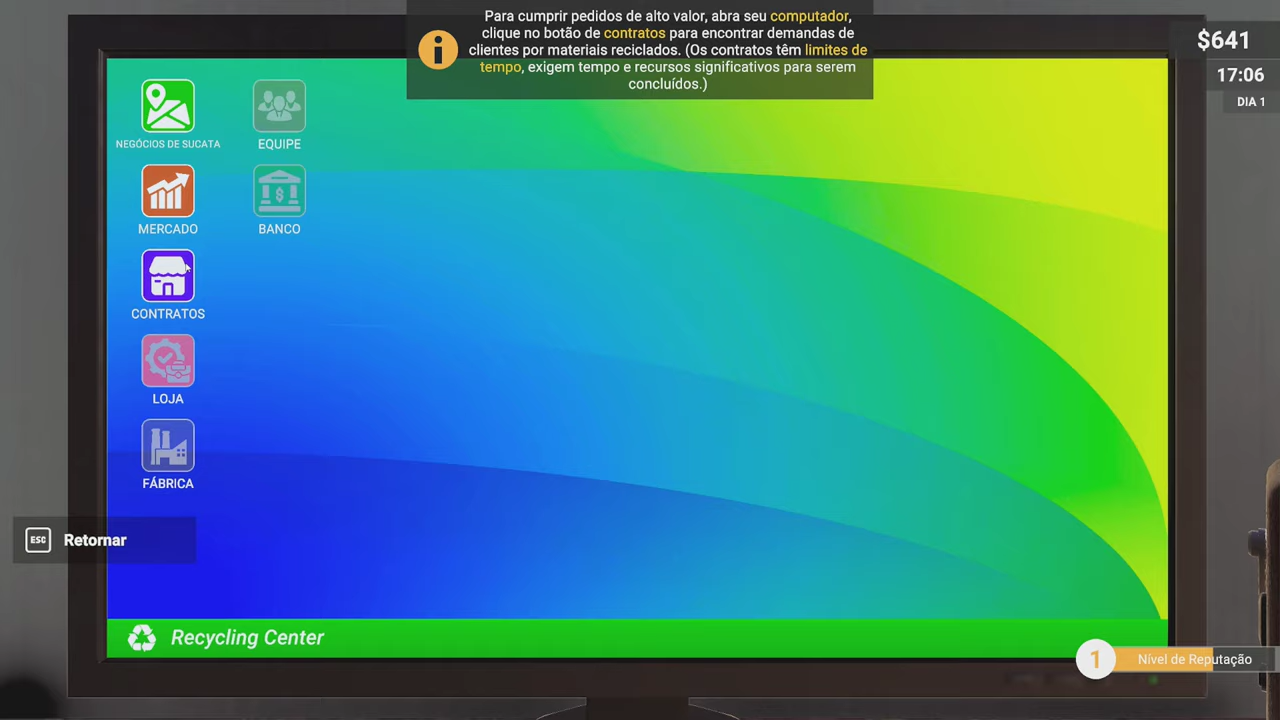 Para cumprir pedidos de alto valor, abra seu computador,
clique no botão de contratos para encontrar demandas de
clientes por materiais reciclados. (Os contratos têm limites de
tempo, exigem tempo e recursos significativos para serem
concluídos.)
$641
17:06
DIA 1
NEGÓCIOS DE SUCATA
EQUIPE
MERCADO
BANCO
CONTRATOS
LOJA
FÁBRICA
ESC Retornar
Recycling Center
1 Nível de Reputação